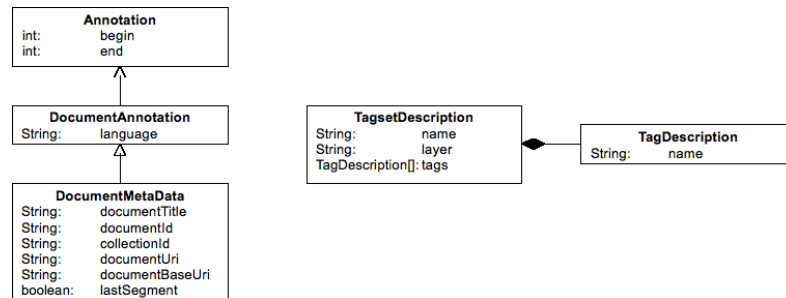 Annotation
int: begin
int: end
DocumentAnnotation
String: language
DocumentMetaData
String: documentTitle
String: documentId
String: collectionId
String: documentUri
String: documentBaseUri
boolean: lastSegment
TagsetDescription
String: name
String: layer
TagDescription[]: tags
TagDescription
String: name